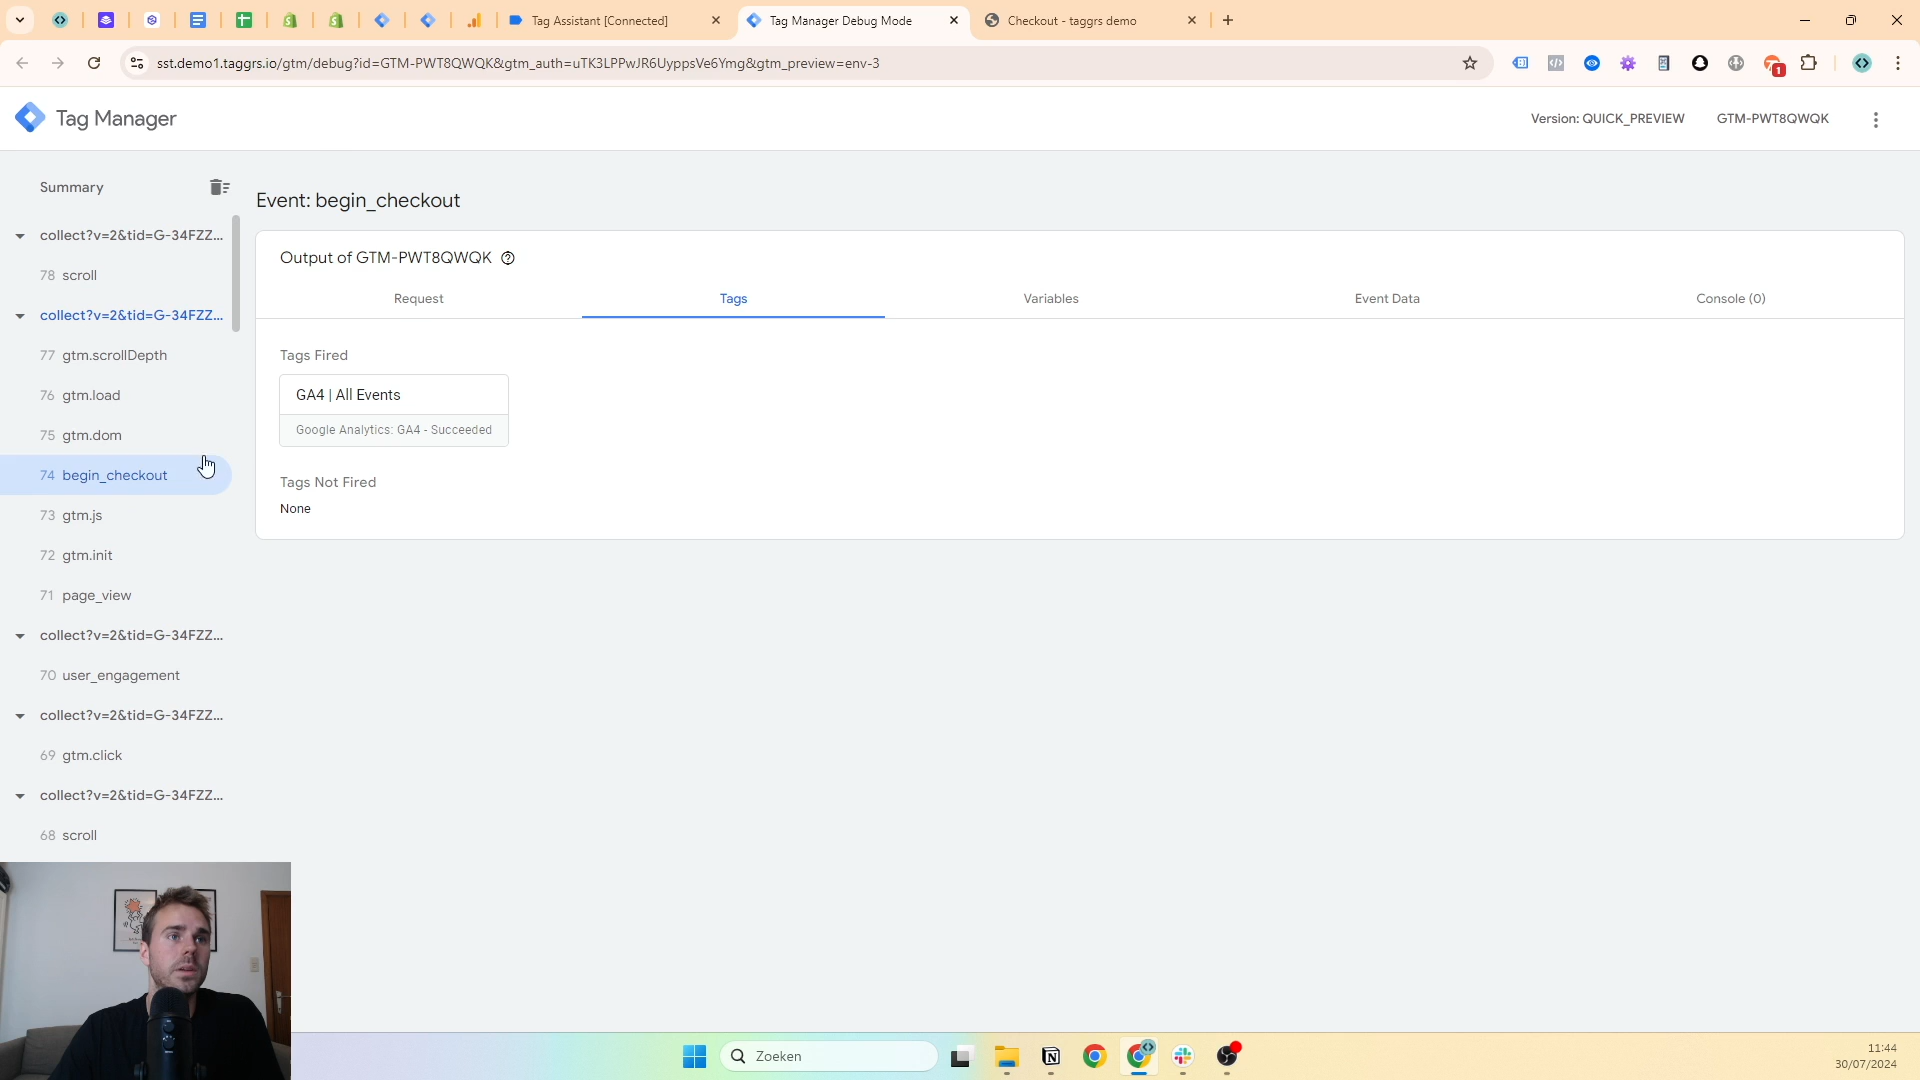 Tag Assistant [Connected]
Tag Manager Debug Mode
Checkout - taggrs demo
sst.demo1.taggrs.io/gtm/debug?id=GTM-PWT8QWQK&gtm_auth=uTK3LPPwJR6UyppsVe6Ymg&gtm_preview=env-3
1
Tag Manager
Version: QUICK_PREVIEW
GTM-PWT8QWQK
Summary
collect?v=2&tid=G-34FZZ...
78 scroll
collect?v=2&tid=G-34FZZ...
77 gtm.scrollDepth
76 gtm.load
75 gtm.dom
74 begin_checkout
73 gtm.js
72 gtm.init
71 page_view
collect?v=2&tid=G-34FZZ...
70 user_engagement
collect?v=2&tid=G-34FZZ...
69 gtm.click
collect?v=2&tid=G-34FZZ...
68 scroll
Event: begin_checkout
Output of GTM-PWT8QWQK
Request
Tags
Variables
Event Data
Console (0)
Tags Fired
GA4 | All Events
Google Analytics: GA4 - Succeeded
Tags Not Fired
None
Zoeken
11:44
30/07/2024